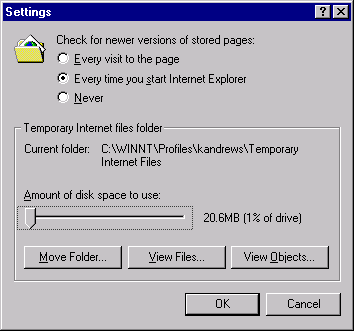 Settings
Check for newer versions of stored pages:
Every visit to the page
Every time you start Internet Explorer
Never
Temporary Internet files folder
Current folder: C:\WINNT\Profiles\kandrews\Temporary
Internet Files
Amount of disk space to use:
20.6MB (1% of drive)
Move Folder... View Files... View Objects...
OK Cancel